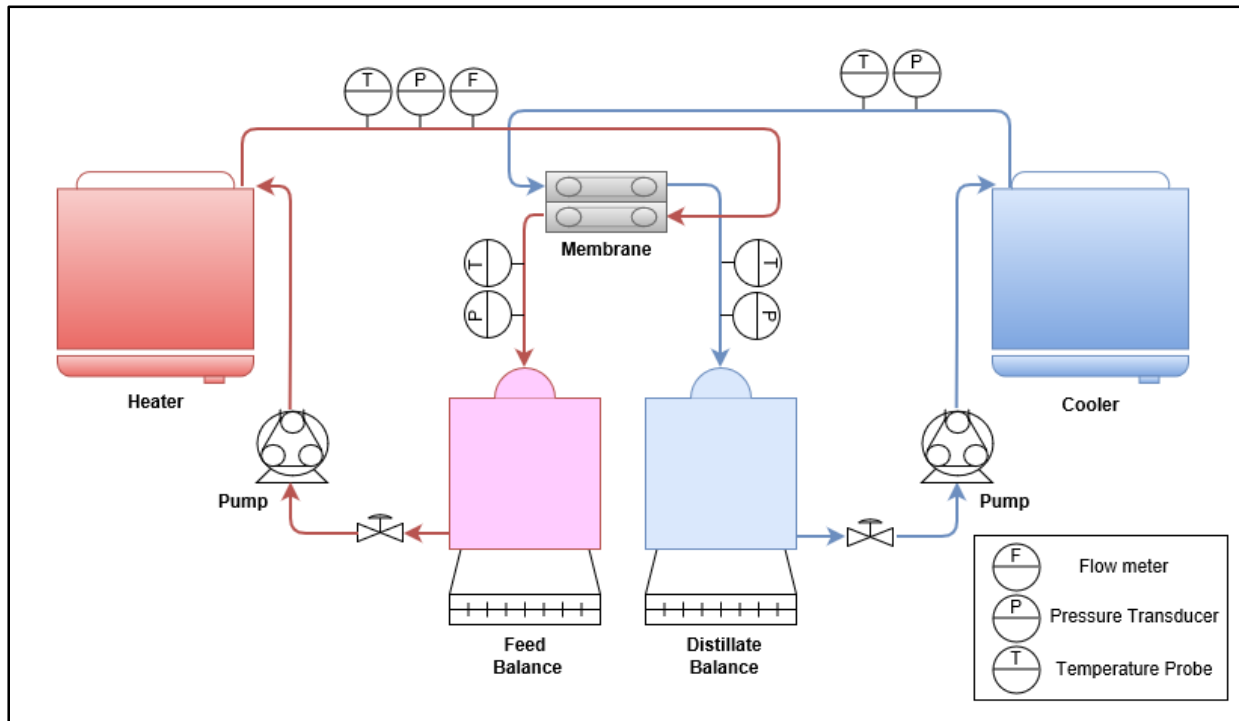 T P F
T P
Membrane
T
T
P
P
Heater
Cooler
Pump
Pump
F Flow meter
P Pressure Transducer
T Temperature Probe
Feed
Balance
Distillate
Balance